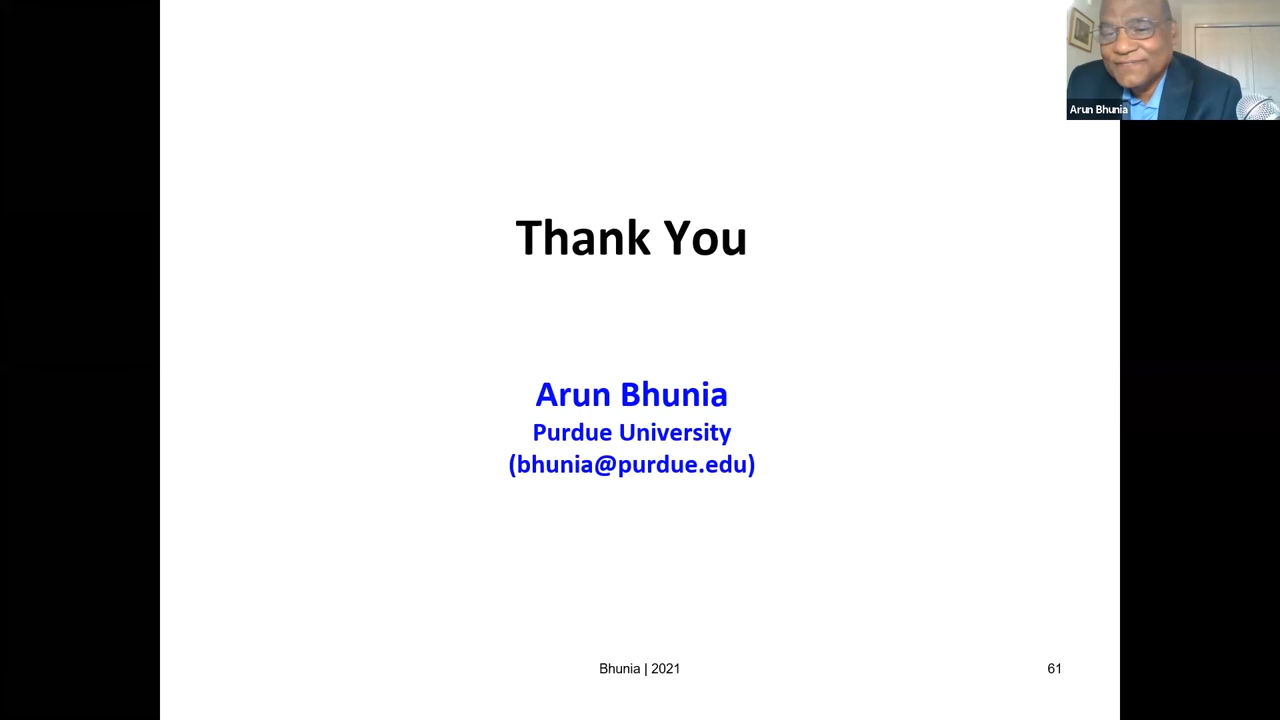 Arun Bhunia
Thank You
Arun Bhunia
Purdue University
(bhunia@purdue.edu)
Bhunia | 2021
61